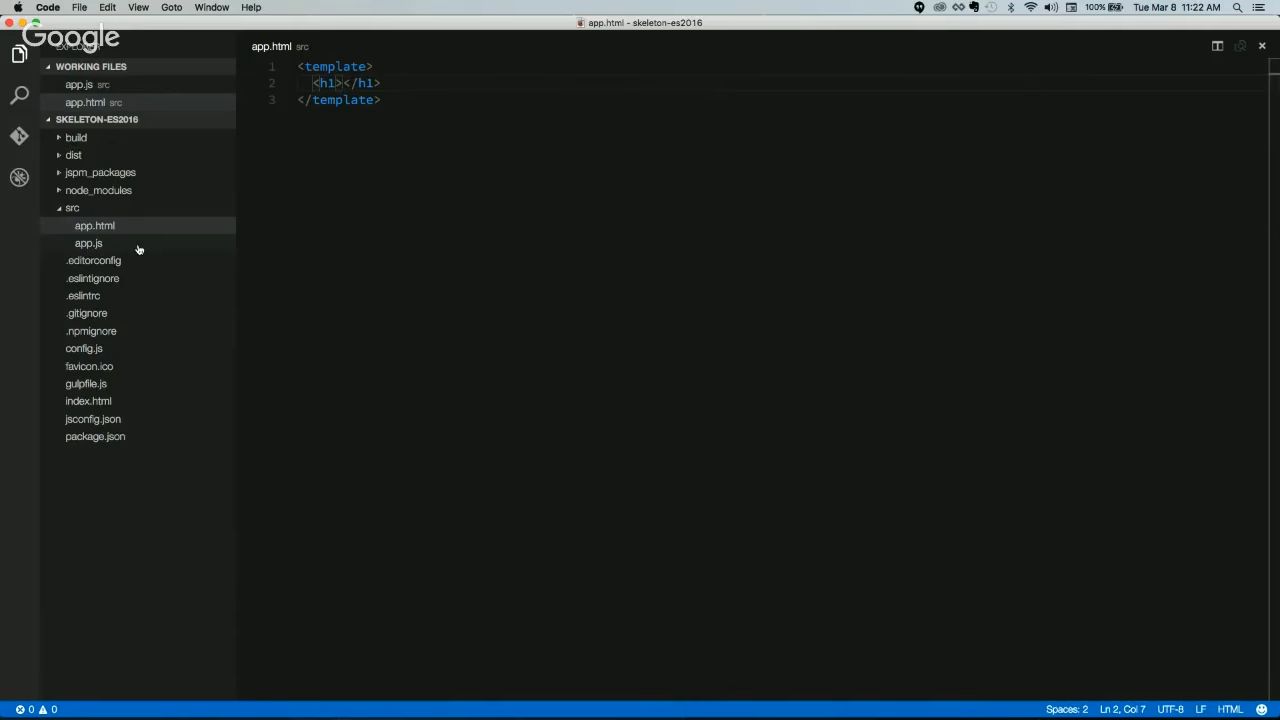 Code File Edit View Goto Window Help
100% Tue Mar 8 11:22 AM
app.html - skeleton-es2016
Google
EXPLORER
WORKING FILES
app.js src
app.html src
SKELETON-ES2016
build
dist
jspm_packages
node_modules
src
app.html
app.js
.editorconfig
.eslintignore
.eslintrc
.gitignore
.npmignore
config.js
favicon.ico
gulpfile.js
index.html
jsconfig.json
package.json
app.html src
1 <template>
2 <h1></h1>
3 </template>
0 0
Spaces: 2 Ln 2, Col 7 UTF-8 LF HTML